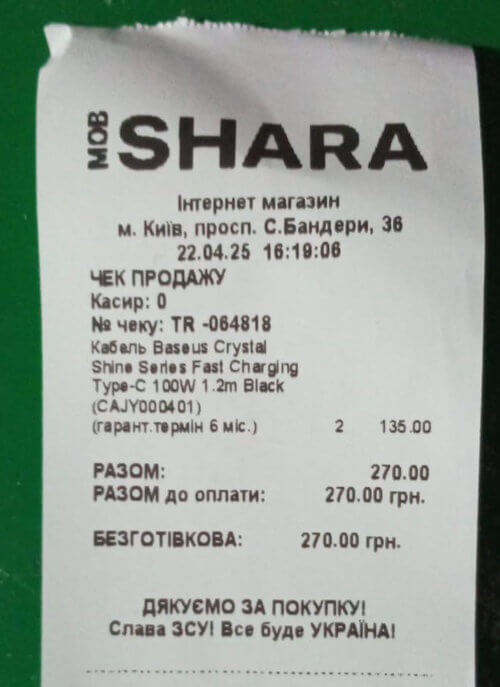 МОВ SHARA
Інтернет магазин
м. Київ, просп. С.Бандери, 36
22.04.25 16:19:06
ЧЕК ПРОДАЖУ
Касир: 0
№ чеку: TR -064818
Кабель Baseus Crystal
Shine Series Fast Charging
Type-C 100W 1.2m Black
(CAJY000401)
(гарант.термін 6 міс.) 2 135.00
РАЗОМ: 270.00
РАЗОМ до оплати: 270.00 грн.
БЕЗГОТІВКОВА: 270.00 грн.
ДЯКУЄМО ЗА ПОКУПКУ!
Слава ЗСУ! Все буде УКРАЇНА!